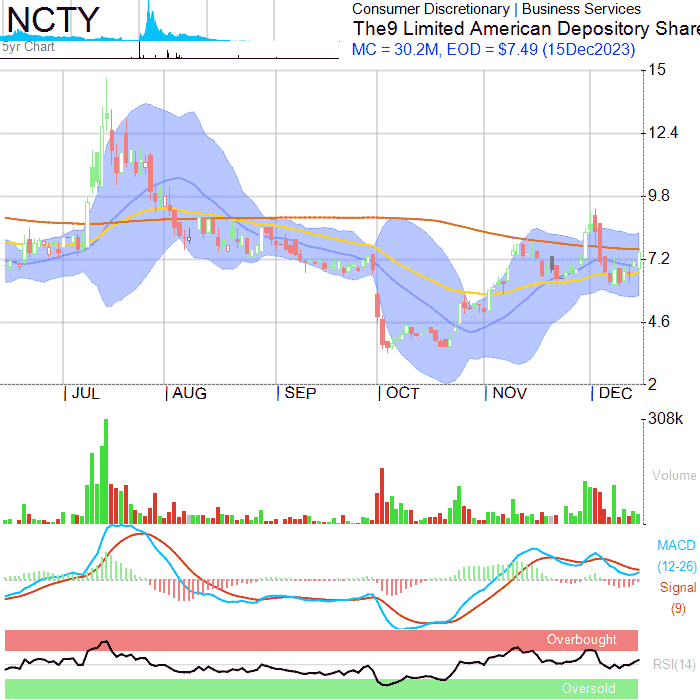 NCTY
5yr Chart
Consumer Discretionary | Business Services
The9 Limited American Depository Share
MC = 30.2M, EOD = $7.49 (15Dec2023)
15
12.4
9.8
7.2
4.6
2
JUL AUG SEP OCT NOV DEC
308k
Volume
MACD
(12-26)
Signal
(9)
Overbought
RSI(14)
Oversold